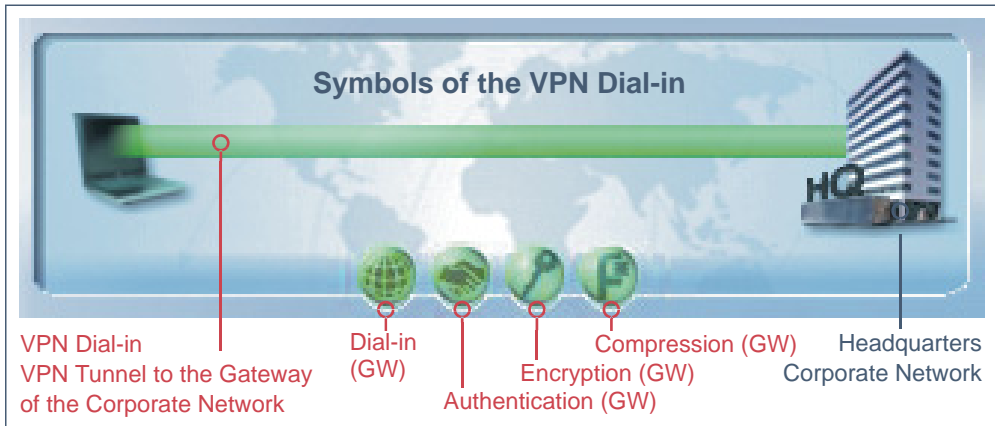 Symbols of the VPN Dial-in
HQ
VPN Dial-in
VPN Tunnel to the Gateway
of the Corporate Network
Dial-in
(GW)
Authentication (GW)
Encryption (GW)
Compression (GW)
Headquarters
Corporate Network